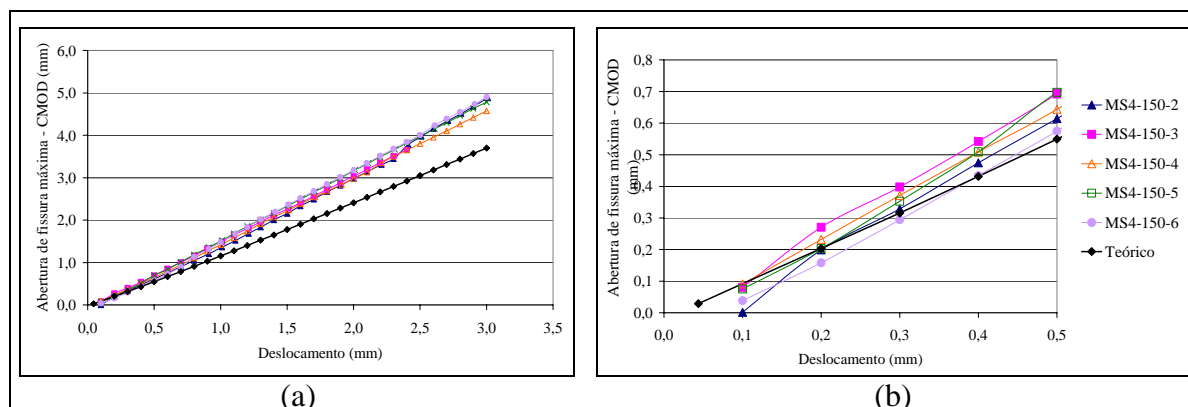 Abertura de fissura máxima - CMOD (mm)
6,0
5,0
4,0
3,0
2,0
1,0
0,0
0,0 0,5 1,0 1,5 2,0 2,5 3,0 3,5
Deslocamento (mm)
(a)
Abertura de fissura máxima - CMOD
(mm)
0,8
0,7
0,6
0,5
0,4
0,3
0,2
0,1
0,0
0,0 0,1 0,2 0,3 0,4 0,5
Deslocamento (mm)
MS4-150-2
MS4-150-3
MS4-150-4
MS4-150-5
MS4-150-6
Teórico
(b)